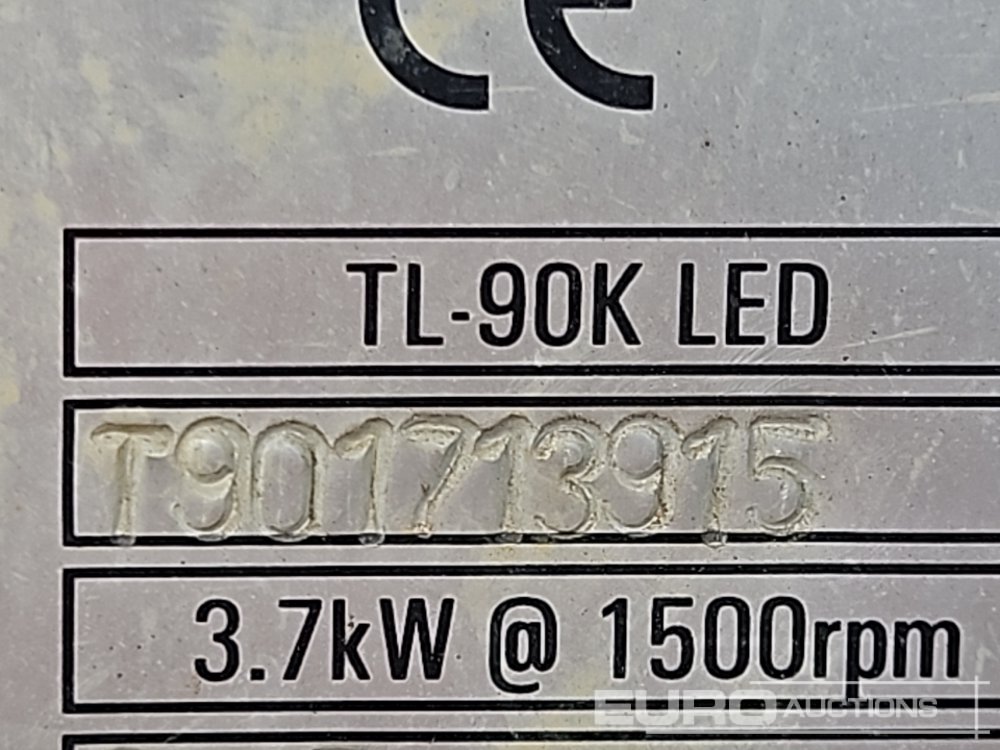 CE
TL-90K LED
T901713915
3.7kW @ 1500rpm
EURO AUCTIONS